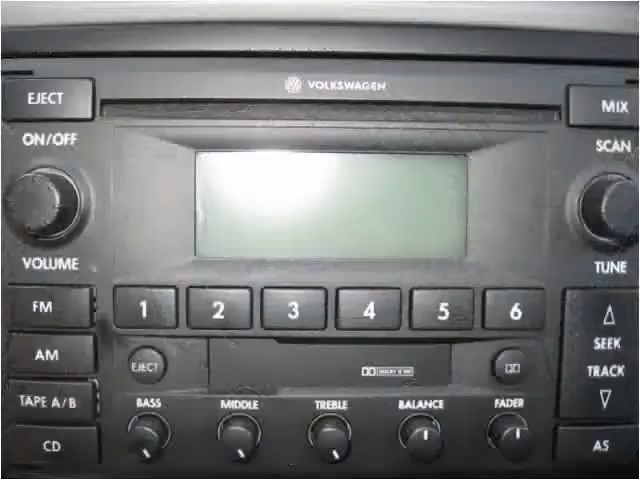 VOLKSWAGEN
EJECT
MIX
ON/OFF
SCAN
VOLUME
TUNE
FM
1 2 3 4 5 6
AM
EJECT
SEEK
TRACK
TAPE A/B
BASS MIDDLE TREBLE BALANCE FADER
CD
AS